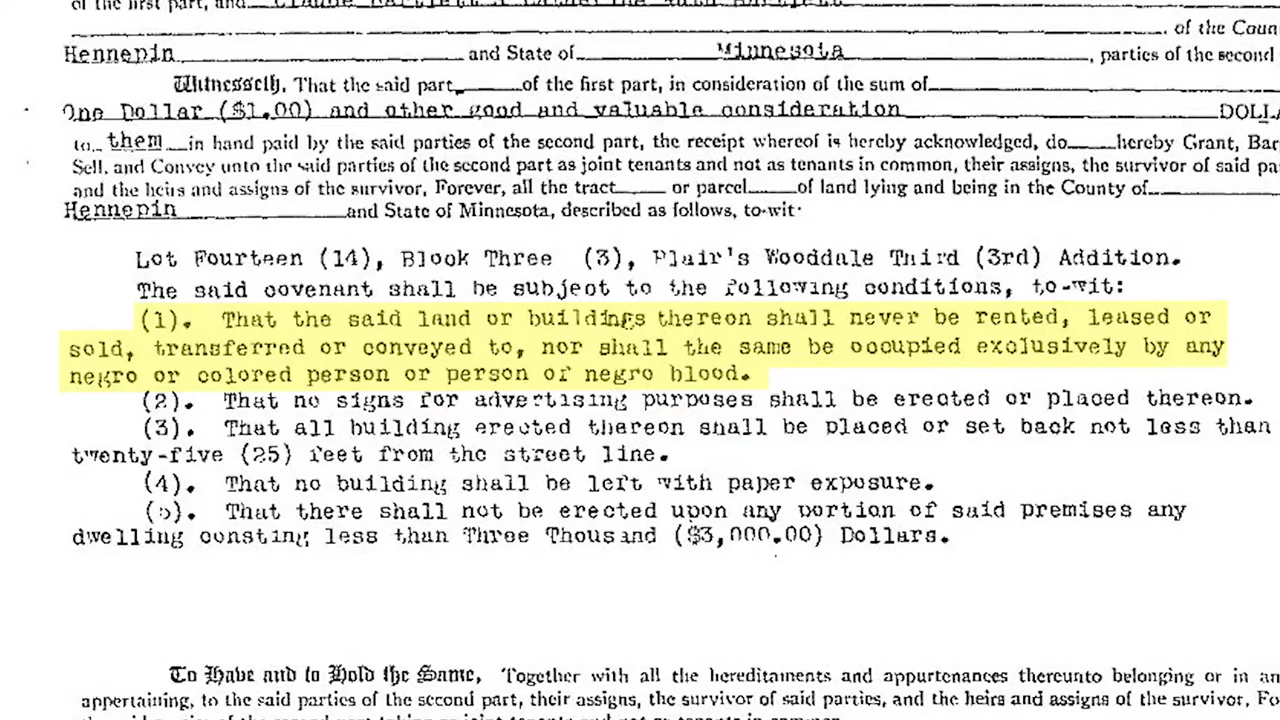 of the first part, and
of the Coun
Hennepin and State of Minnesota, parties of the second
Witnesseth, That the said part of the first part, in consideration of the sum of
One Dollar ($1.00) and other good and valuable consideration DOLLA
to them in hand paid by the said parties of the second part, the receipt whereof is hereby acknowledged, do hereby Grant, Bar
Sell, and Convey unto the said parties of the second part as joint tenants and not as tenants in common, their assigns, the survivor of said pa
and the heirs and assigns of the survivor, Forever, all the tract or parcel of land lying and being in the County of
Hennepin and State of Minnesota, described as follows, to-wit:
Lot Fourteen (14), Block Three (3), Wooddale Third (3rd) Addition.
The said covenant shall be subject to the following conditions, to-wit:
(1). That the said land or buildings thereon shall never be rented, leased or
sold, transferred or conveyed to, nor shall the same be occupied exclusively by any
negro or colored person or person of negro blood.
(2). That no signs for advertising purposes shall be erected or placed thereon.
(3). That all building erected thereon shall be placed or set back not less than
twenty-five (25) feet from the street line.
(4). That no building shall be left with paper exposure.
(5). That there shall not be erected upon any portion of said premises any
dwelling consting less than Three Thousand ($3,000.00) Dollars.
To Have and to Hold the Same, Together with all the hereditaments and appurtenances thereunto belonging or in an
appertaining, to the said parties of the second part, their assigns, the survivor of said parties, and the heirs and assigns of the survivor, Fo